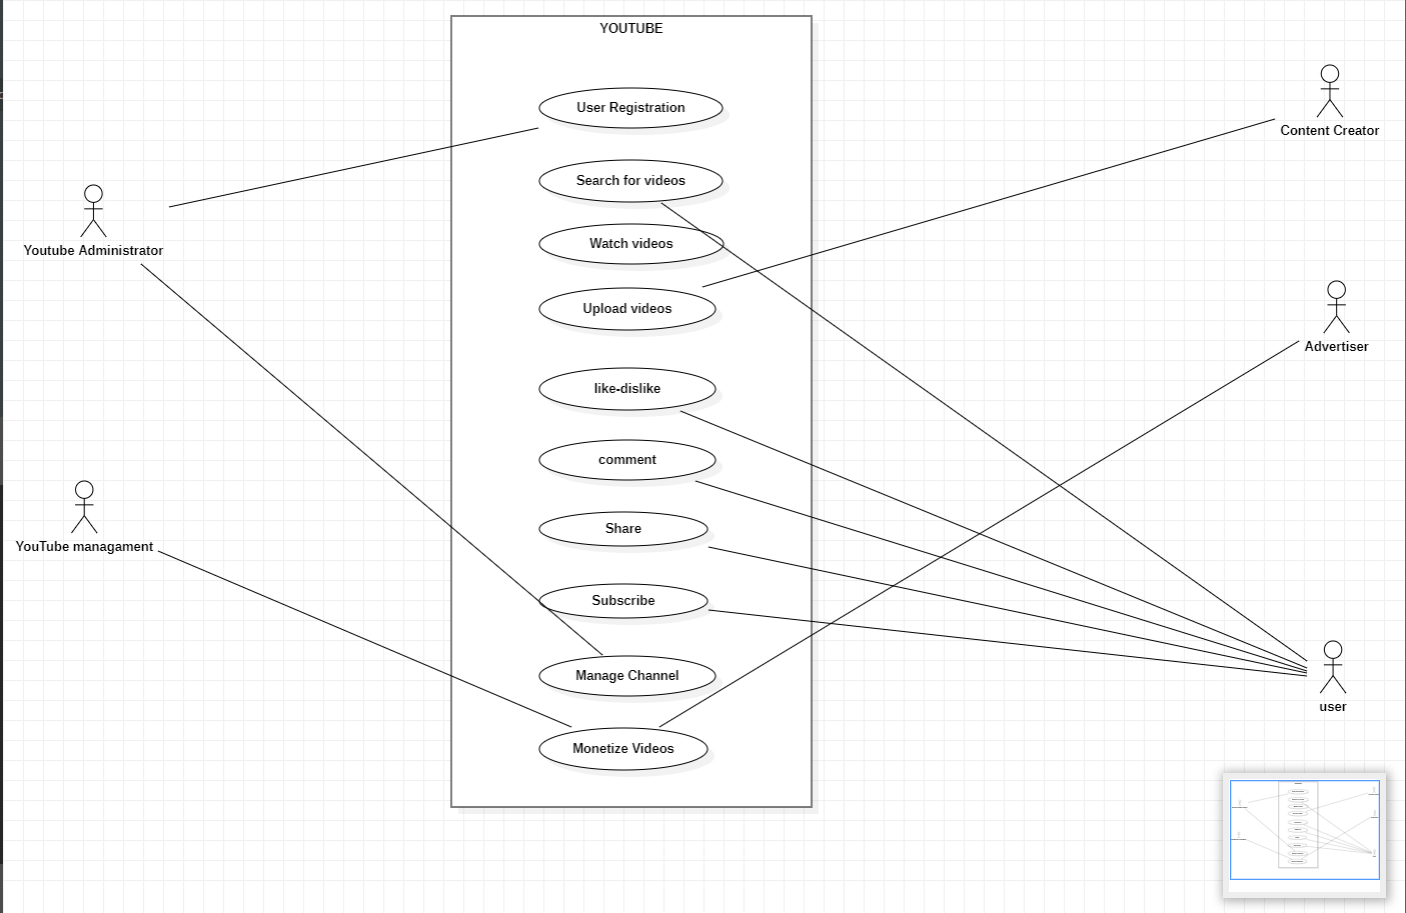 YOUTUBE
User Registration
Search for videos
Watch videos
Upload videos
like-dislike
comment
Share
Subscribe
Manage Channel
Monetize Videos
Youtube Administrator
YouTube managament
Content Creator
Advertiser
user